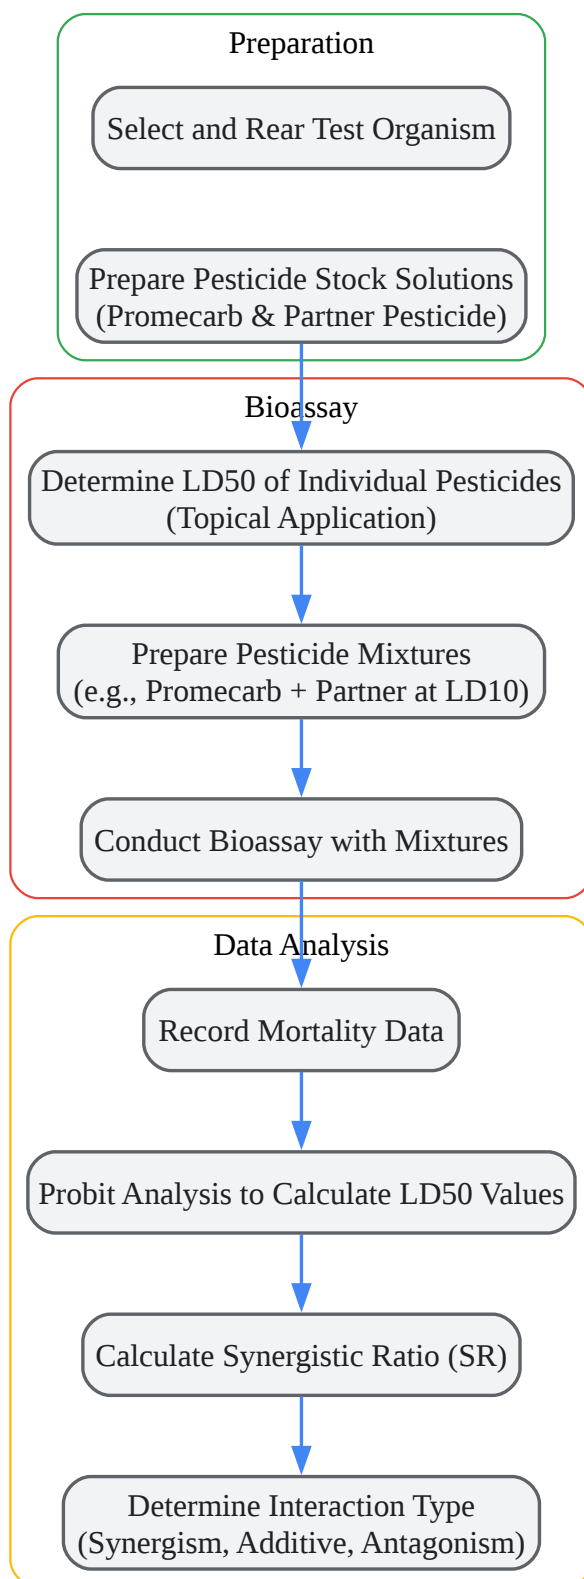 Preparation
Select and Rear Test Organism
Prepare Pesticide Stock Solutions
(Promecarb & Partner Pesticide)
Bioassay
Determine LD50 of Individual Pesticides
(Topical Application)
Prepare Pesticide Mixtures
(e.g., Promecarb + Partner at LD10)
Conduct Bioassay with Mixtures
Data Analysis
Record Mortality Data
Probit Analysis to Calculate LD50 Values
Calculate Synergistic Ratio (SR)
Determine Interaction Type
(Synergism, Additive, Antagonism)